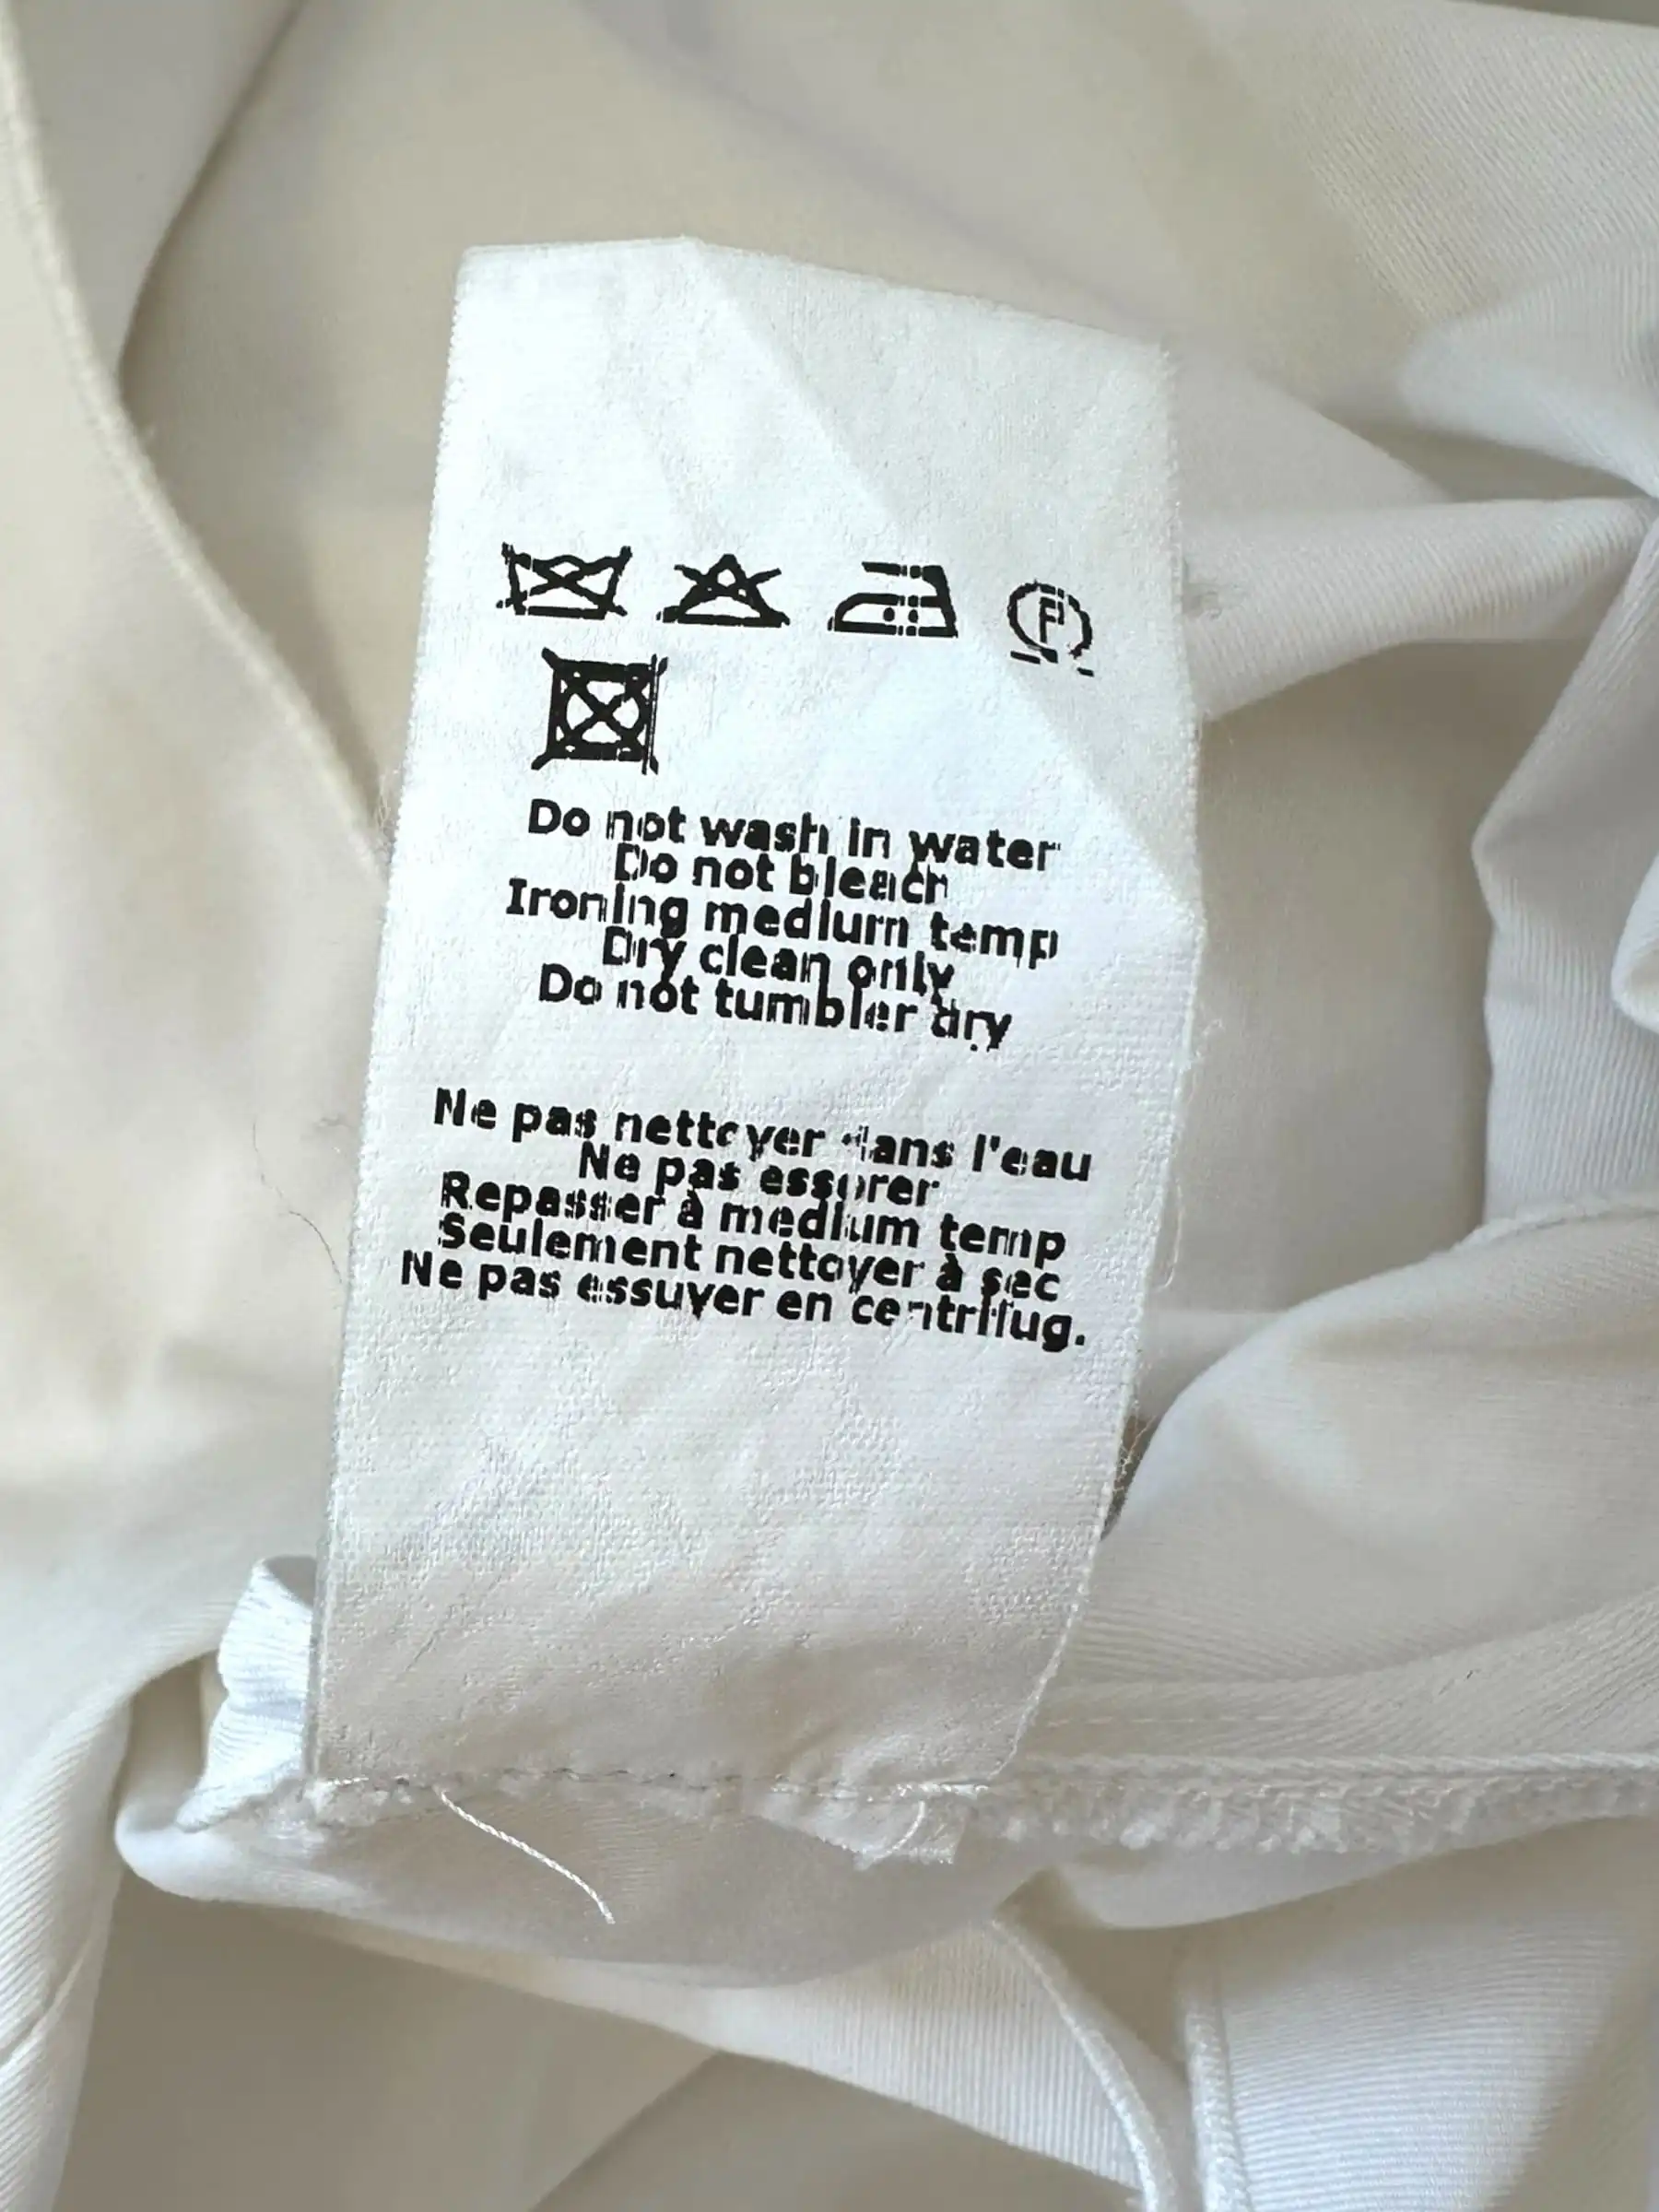 P
Do not wash in water
Do not bleach
Ironing medium temp
Dry clean only
Do not tumbler dry
Ne pas nettoyer dans l'eau
Ne pas essorer
Repasser à medium temp
Seulement nettoyer à sec
Ne pas essuyer en centrifug.